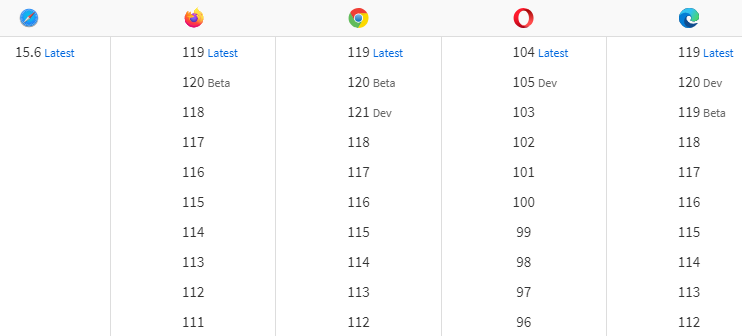 15.6 Latest 119 Latest 119 Latest 104 Latest 119 Latest
120 Beta 120 Beta 105 Dev 120 Dev
118 121 Dev 103 119 Beta
117 118 102 118
116 117 101 117
115 116 100 116
114 115 99 115
113 114 98 114
112 113 97 113
111 112 96 112